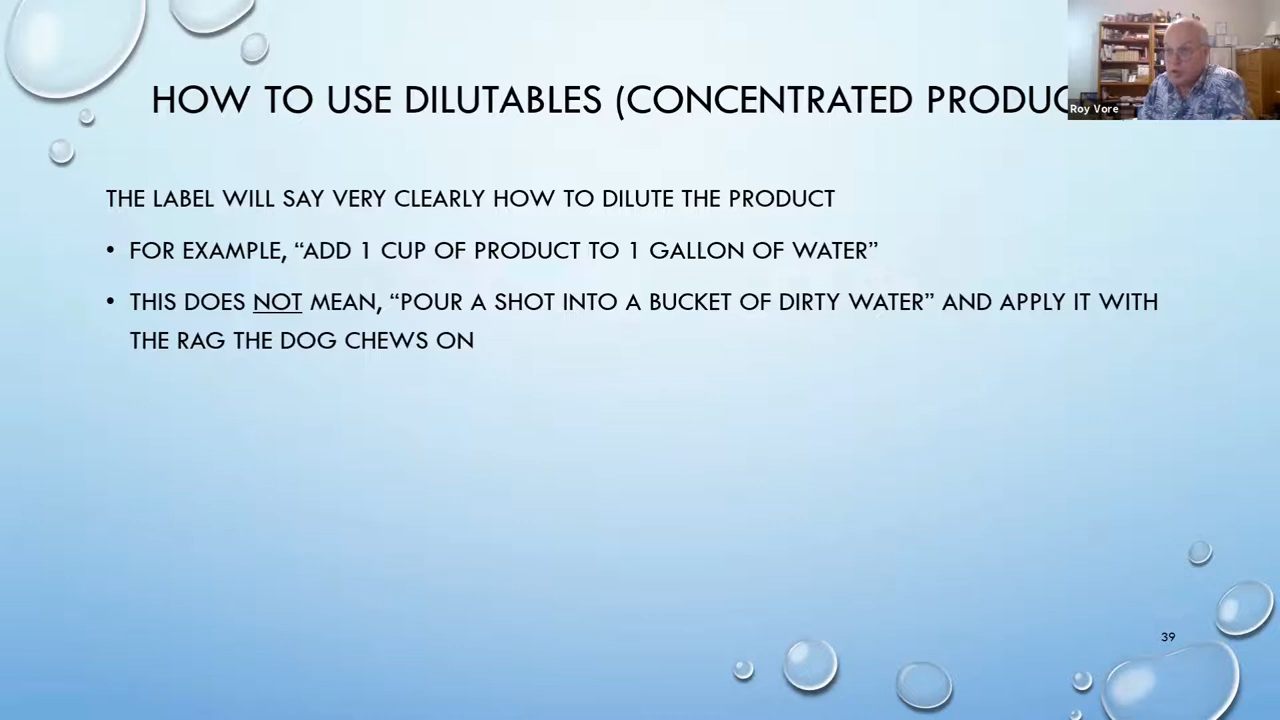 HOW TO USE DILUTABLES (CONCENTRATED
Roy Vore
THE LABEL WILL SAY VERY CLEARLY HOW TO DILUTE THE PRODUCT
• FOR EXAMPLE, “ADD 1 CUP OF PRODUCT TO 1 GALLON OF WATER”
• THIS DOES NOT MEAN, “POUR A SHOT INTO A BUCKET OF DIRTY WATER” AND APPLY IT WITH
THE RAG THE DOG CHEWS ON
39